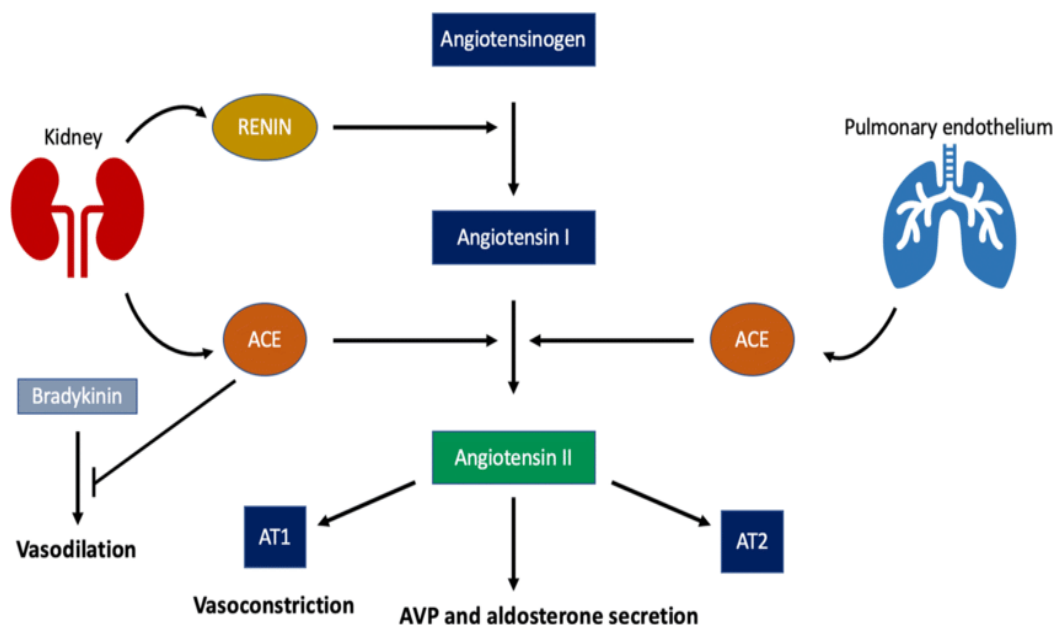 Angiotensinogen
Kidney
RENIN
Pulmonary endothelium
Angiotensin I
ACE
ACE
Bradykinin
Angiotensin II
Vasodilation
AT1
AT2
Vasoconstriction
AVP and aldosterone secretion